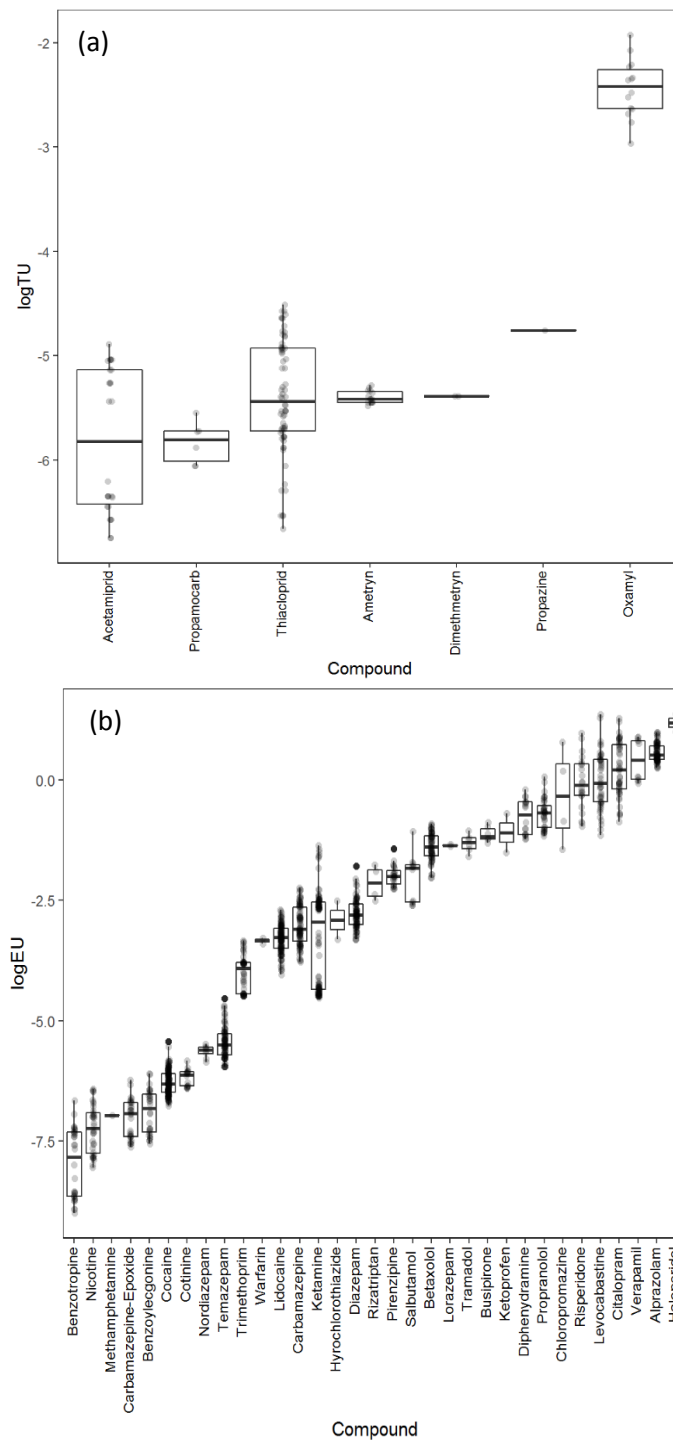 (a)
logTU
-2
-3
-4
-5
-6
Acetamiprid
Propamocarb
Thiacloprid
Ametryn
Dimethmetryn
Propazine
Oxamyl
Compound
(b)
logEU
0.0
-2.5
-5.0
-7.5
Benzotropine
Nicotine
Methamphetamine
Carbamazepine-Epoxide
Benzoylecgonine
Cocaine
Cotinine
Nordiazepam
Temazepam
Trimethoprim
Warfarin
Lidocaine
Carbamazepine
Ketamine
Hyrochlorothiazide
Diazepam
Rizatriptan
Pirenzipine
Salbutamol
Betaxolol
Lorazepam
Tramadol
Busipirone
Ketoprofen
Diphendyramine
Propranolol
Chloropromazine
Risperidone
Levocabastine
Citalopram
Verapamil
Alprazolam
Compound